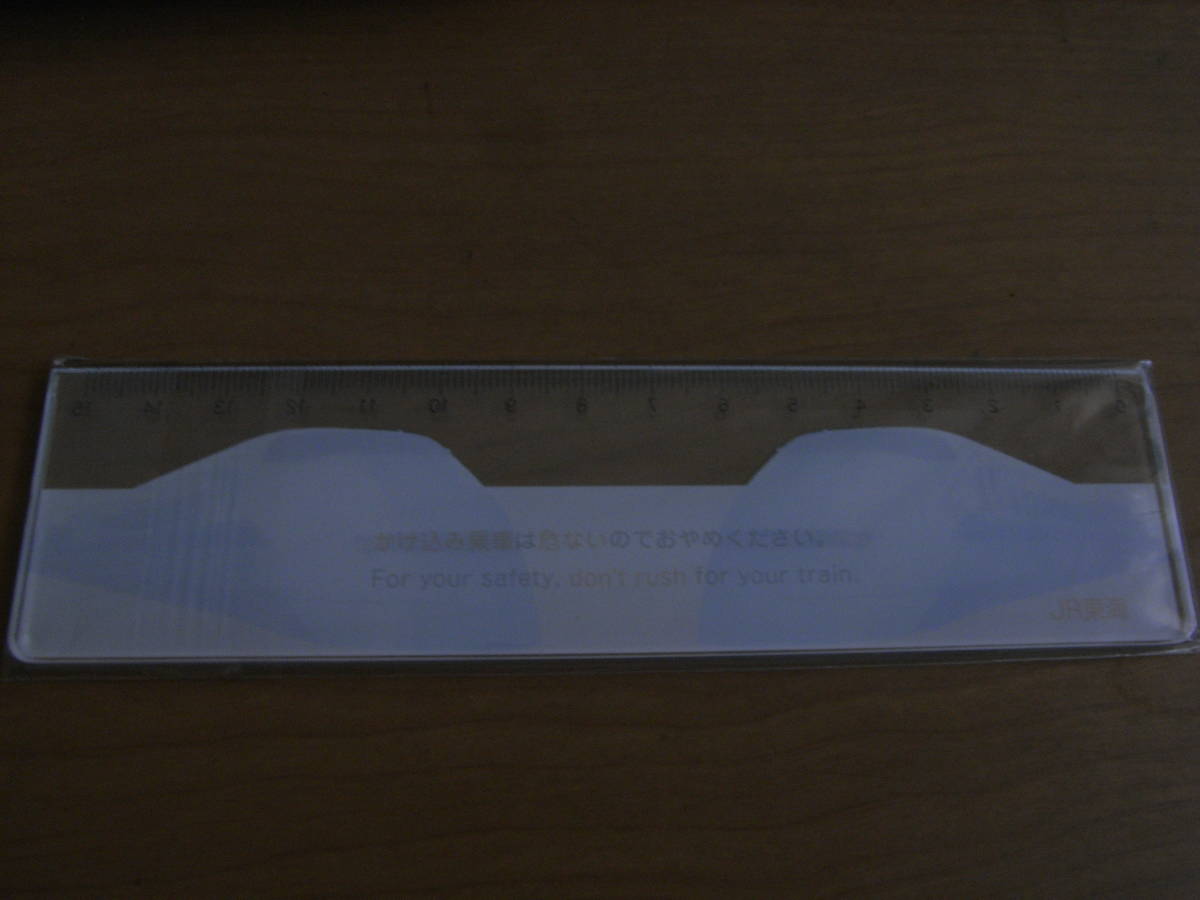 15 14 13 12 11 10 9 8 7 6 5 4 3 2 1 0
かけ込み乗車は危ないのでおやめください。
For your safety, don't rush for your train.
JR東海